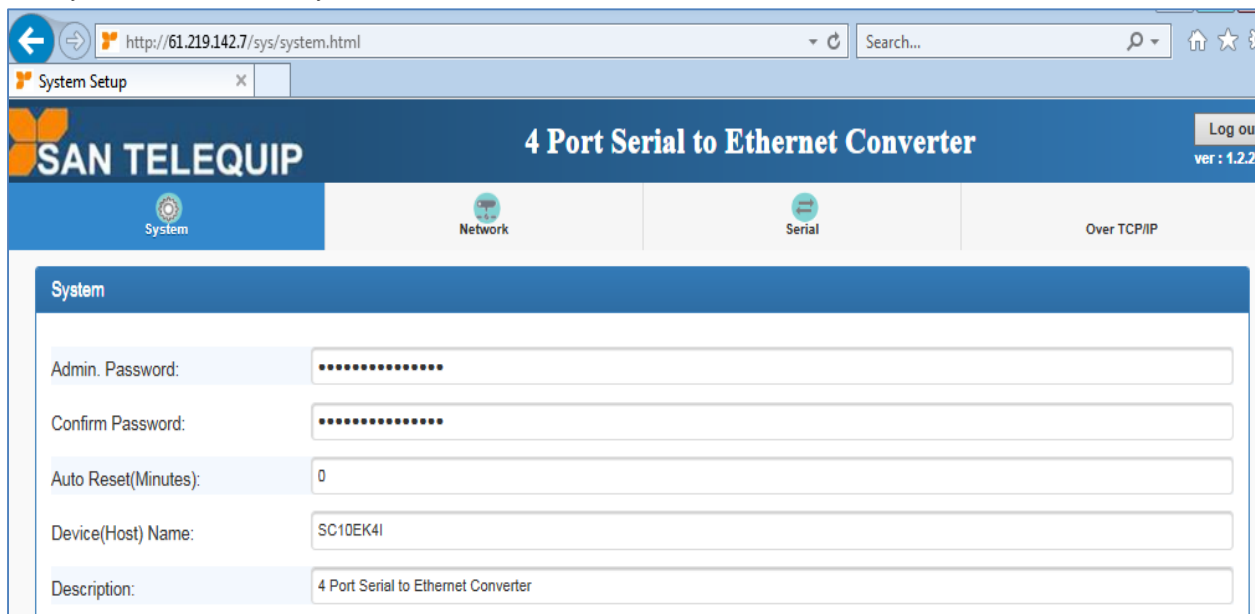 http://61.219.142.7/sys/system.html Search...
System Setup
SAN TELEQUIP 4 Port Serial to Ethernet Converter Log ou
ver : 1.2.2
System Network Serial Over TCP/IP
System
Admin. Password: •••••••••••••••
Confirm Password: •••••••••••••••
Auto Reset(Minutes): 0
Device(Host) Name: SC10EK4I
Description: 4 Port Serial to Ethernet Converter